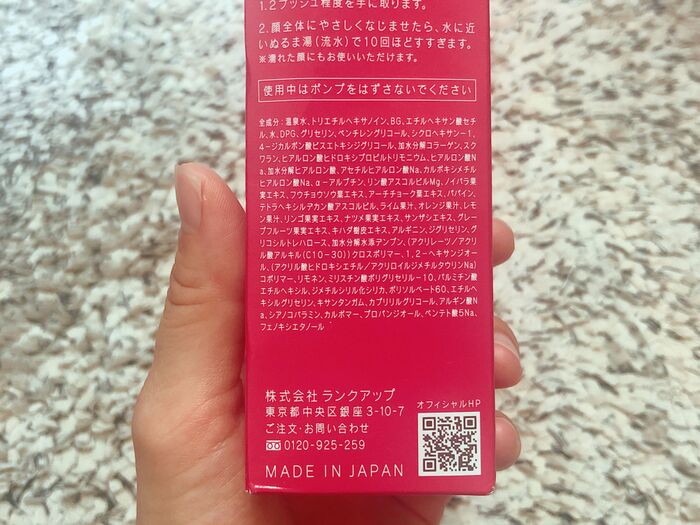 1.2プッシュ程度を手に取ります。
2.顔全体にやさしくなじませたら、水に近
いぬるま湯(流水)で10回ほどすすぎます。
※濡れた顔にもお使いいただけます。
使用中はポンプをはずさないでください
全成分:温泉水、トリエチルヘキサノイン、BG、エチルヘキサン酸セチ
ル、水、DPG、グリセリン、ペンチレングリコール、シクロヘキサン-1,
4-ジカルボン酸ビスエトキシジグリコール、加水分解コラーゲン、スク
ワラン、ヒアルロン酸ヒドロキシプロピルトリモニウム、ヒアルロン酸N
a、加水分解ヒアルロン酸、アセチルヒアルロン酸Na、カルボキシメチル
ヒアルロン酸Na、α-アルブチン、リン酸アスコルビルMg、ノイバラ果
実エキス、フウチョウソウ葉エキス、アーチチョーク葉エキス、パパイン、
テトラヘキシルデカン酸アスコルビル、ライム果汁、オレンジ果汁、レモ
ン果汁、リンゴ果実エキス、ナツメ果実エキス、サンザシエキス、グレー
プフルーツ果実エキス、キハダ樹皮エキス、アルギニン、ジグリセリン、グ
リコシルトレハロース、加水分解水添デンプン、(アクリレーツ/アクリル
酸アルキル(C10-30))クロスポリマー、1,2-ヘキサンジオー
ル、(アクリル酸ヒドロキシエチル/アクリロイルジメチルタウリンNa)
コポリマー、リモネン、ミリスチン酸ポリグリセリル-10、パルミチン酸
エチルヘキシル、ジメチルシリル化シリカ、ポリソルベート60、エチルヘ
キシルグリセリン、キサンタンガム、カプリリルグリコール、アルギン酸N
a、シアノコバラミン、カルボマー、プロパンジオール、ペンテト酸5Na、
フェノキシエタノール
株式会社 ランクアップ
東京都中央区銀座3-10-7
ご注文・お問い合わせ
0120-925-259
MADE IN JAPAN
オフィシャルHP